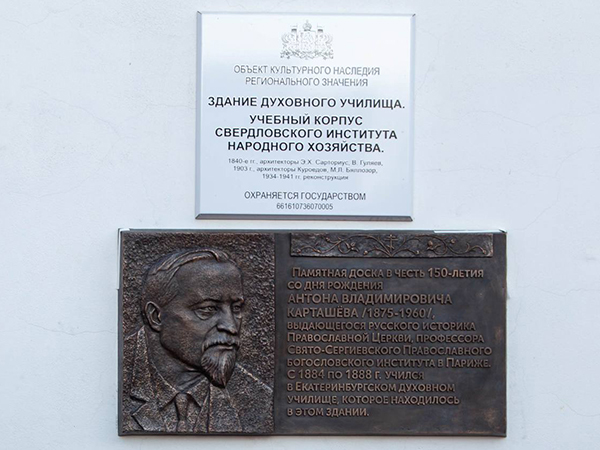 ОБЪЕКТ КУЛЬТУРНОГО НАСЛЕДИЯ
РЕГИОНАЛЬНОГО ЗНАЧЕНИЯ
ЗДАНИЕ ДУХОВНОГО УЧИЛИЩА.
УЧЕБНЫЙ КОРПУС
СВЕРДЛОВСКОГО ИНСТИТУТА
НАРОДНОГО ХОЗЯЙСТВА.
1840-е гг., архитекторы Э.Х. Сарториус, В. Гуляев,
1903 г., архитекторы Куроедов, М.Л. Бяллозор,
1934-1941 гг. реконструкция
ОХРАНЯЕТСЯ ГОСУДАРСТВОМ
661610736070005
Памятная доска в честь 150-летия
со дня рождения
Антона Владимировича
Карташёва /1875-1960/,
выдающегося русского историка
Православной Церкви, профессора
Свято-Сергиевского Православного
богословского института в Париже.
С 1884 по 1888 г. учился
в Екатеринбургском духовном
училище, которое находилось
в этом здании.